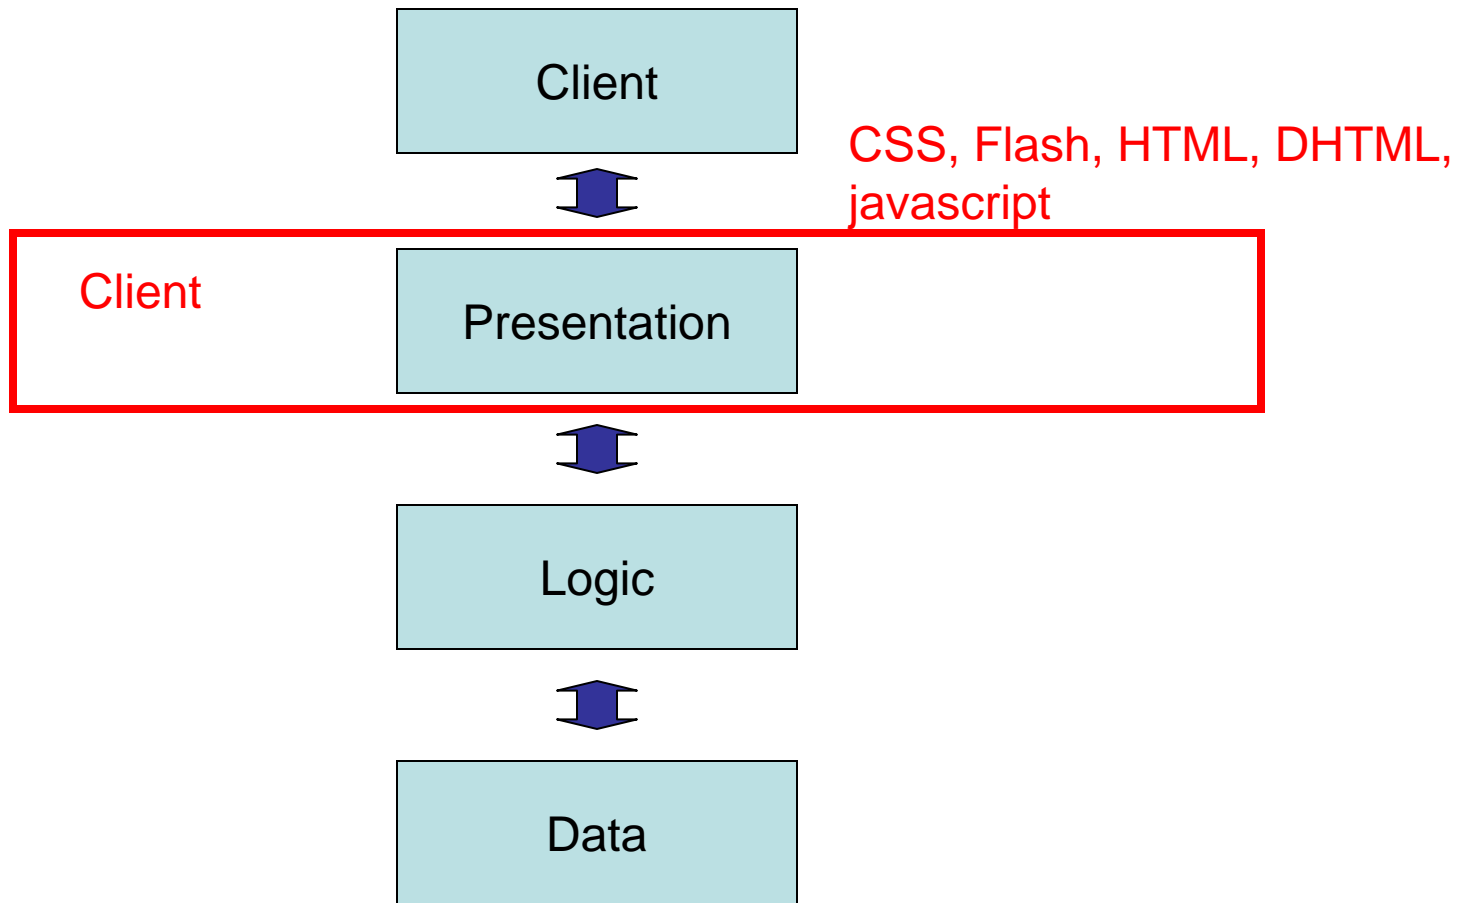 Client
CSS, Flash, HTML, DHTML,
javascript
Client
Presentation
Logic
Data